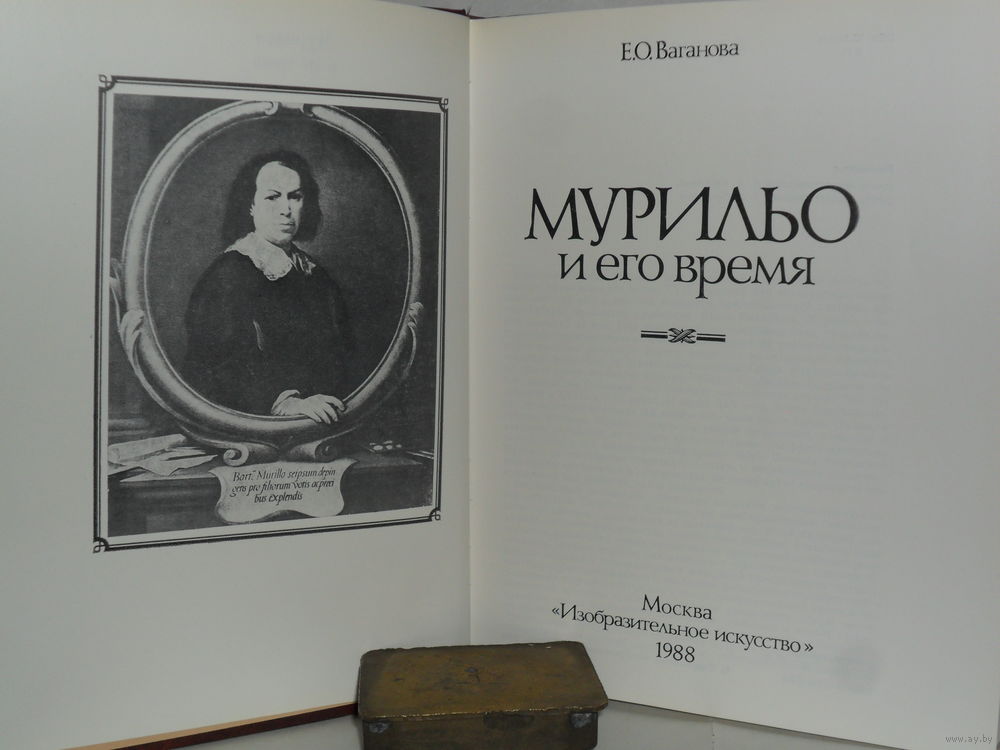 Bart.ᵐ Murillo seipsum depin
gens pro filiorum votis acpreci
bus explendis
Е.О.Ваганова
МУРИЛЬО
и его время
Москва
«Изобразительное искусство»
1988
www.ay.by